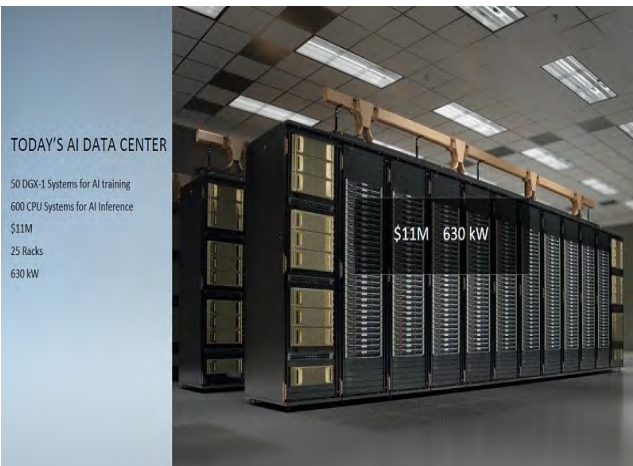 TODAY'S AI DATA CENTER
50 DGX-1 Systems for AI training
600 CPU Systems for AI Inference
$11M
25 Racks
630 kW
$11M 630 kW